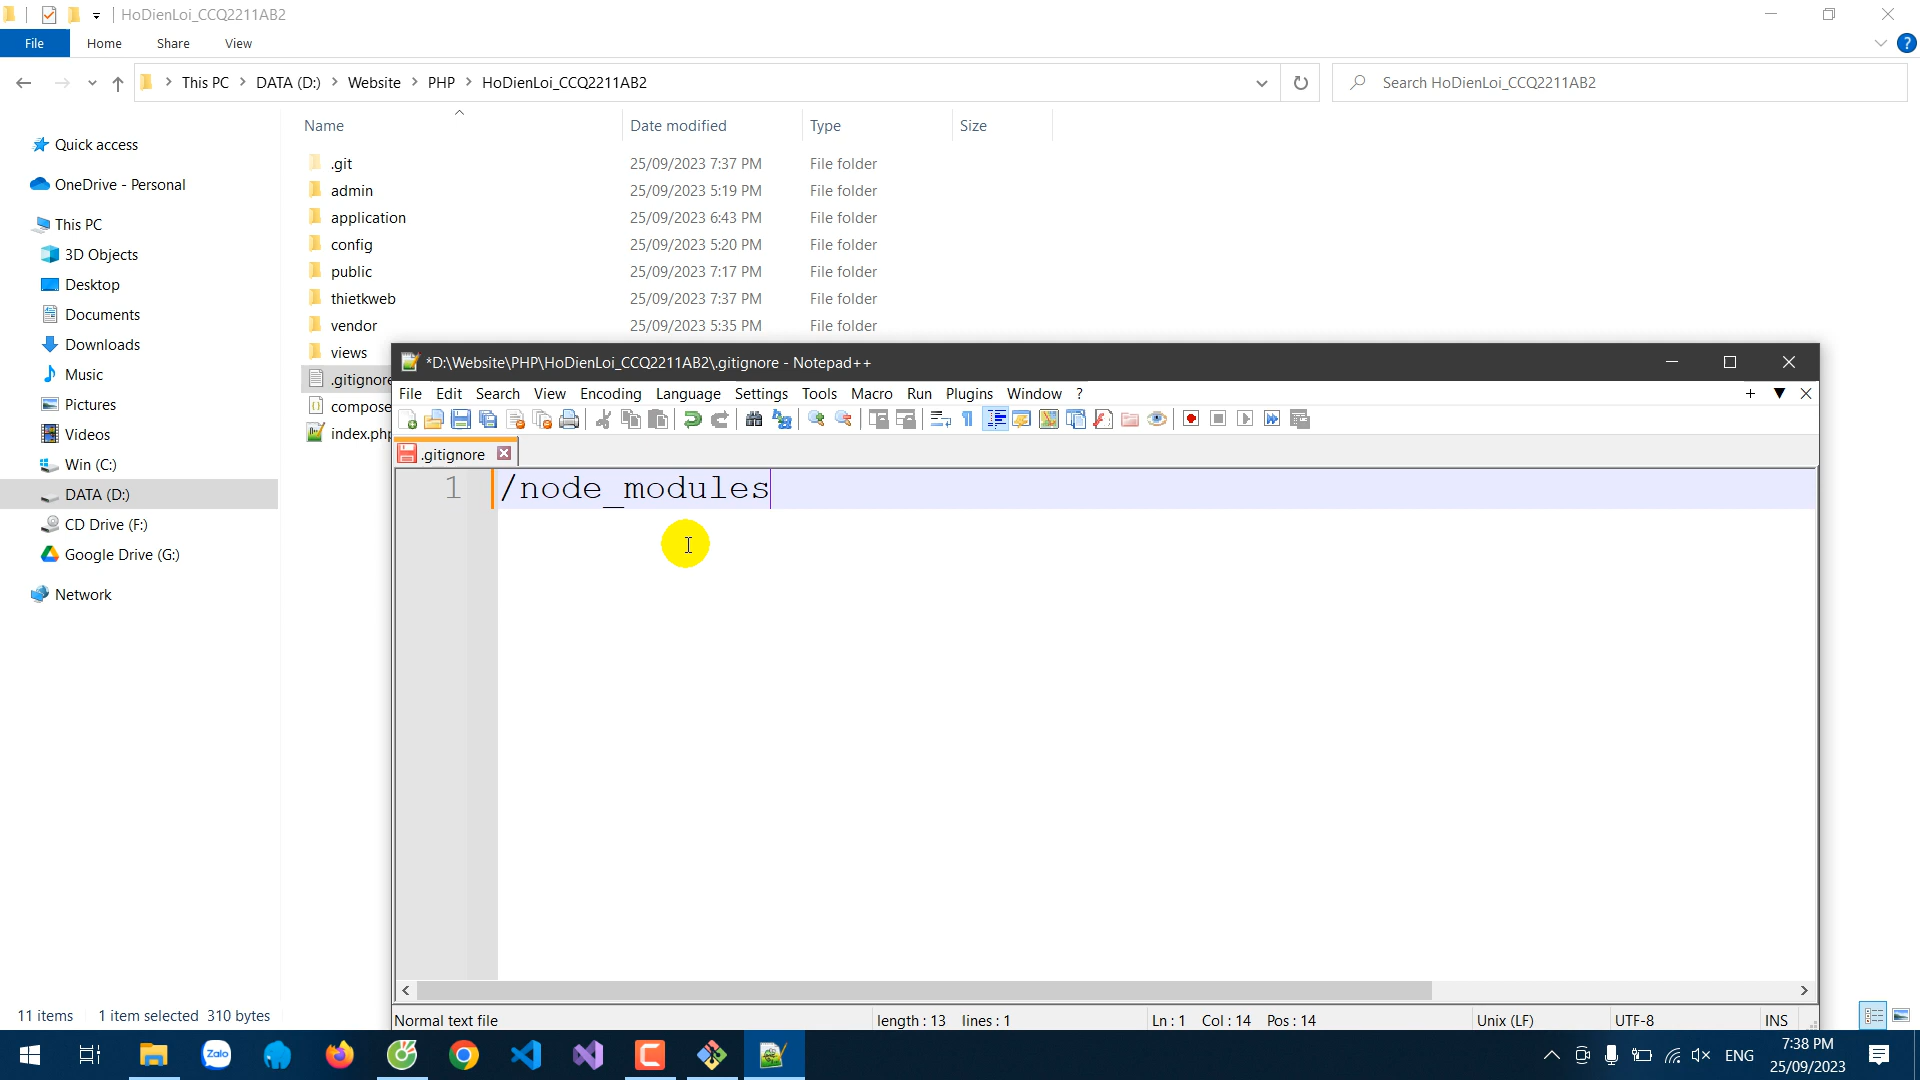 HoDienLoi_CCQ2211AB2
File Home Share View
This PC DATA (D:) Website PHP HoDienLoi_CCQ2211AB2
Search HoDienLoi_CCQ2211AB2
Name Date modified Type Size
Quick access
OneDrive - Personal
This PC
3D Objects
Desktop
Documents
Downloads
Music
Pictures
Videos
Win (C:)
DATA (D:)
CD Drive (F:)
Google Drive (G:)
Network
.git 25/09/2023 7:37 PM File folder
admin 25/09/2023 5:19 PM File folder
application 25/09/2023 6:43 PM File folder
config 25/09/2023 5:20 PM File folder
public 25/09/2023 7:17 PM File folder
thietkweb 25/09/2023 7:37 PM File folder
vendor 25/09/2023 5:35 PM File folder
views
.gitignore
compose
index.php
*D:\Website\PHP\HoDienLoi_CCQ2211AB2\.gitignore - Notepad++
File Edit Search View Encoding Language Settings Tools Macro Run Plugins Window ?
.gitignore
1 /node_modules
Normal text file length : 13 lines : 1 Ln : 1 Col : 14 Pos : 14 Unix (LF) UTF-8 INS
11 items 1 item selected 310 bytes
Zalo
ENG
7:38 PM
25/09/2023